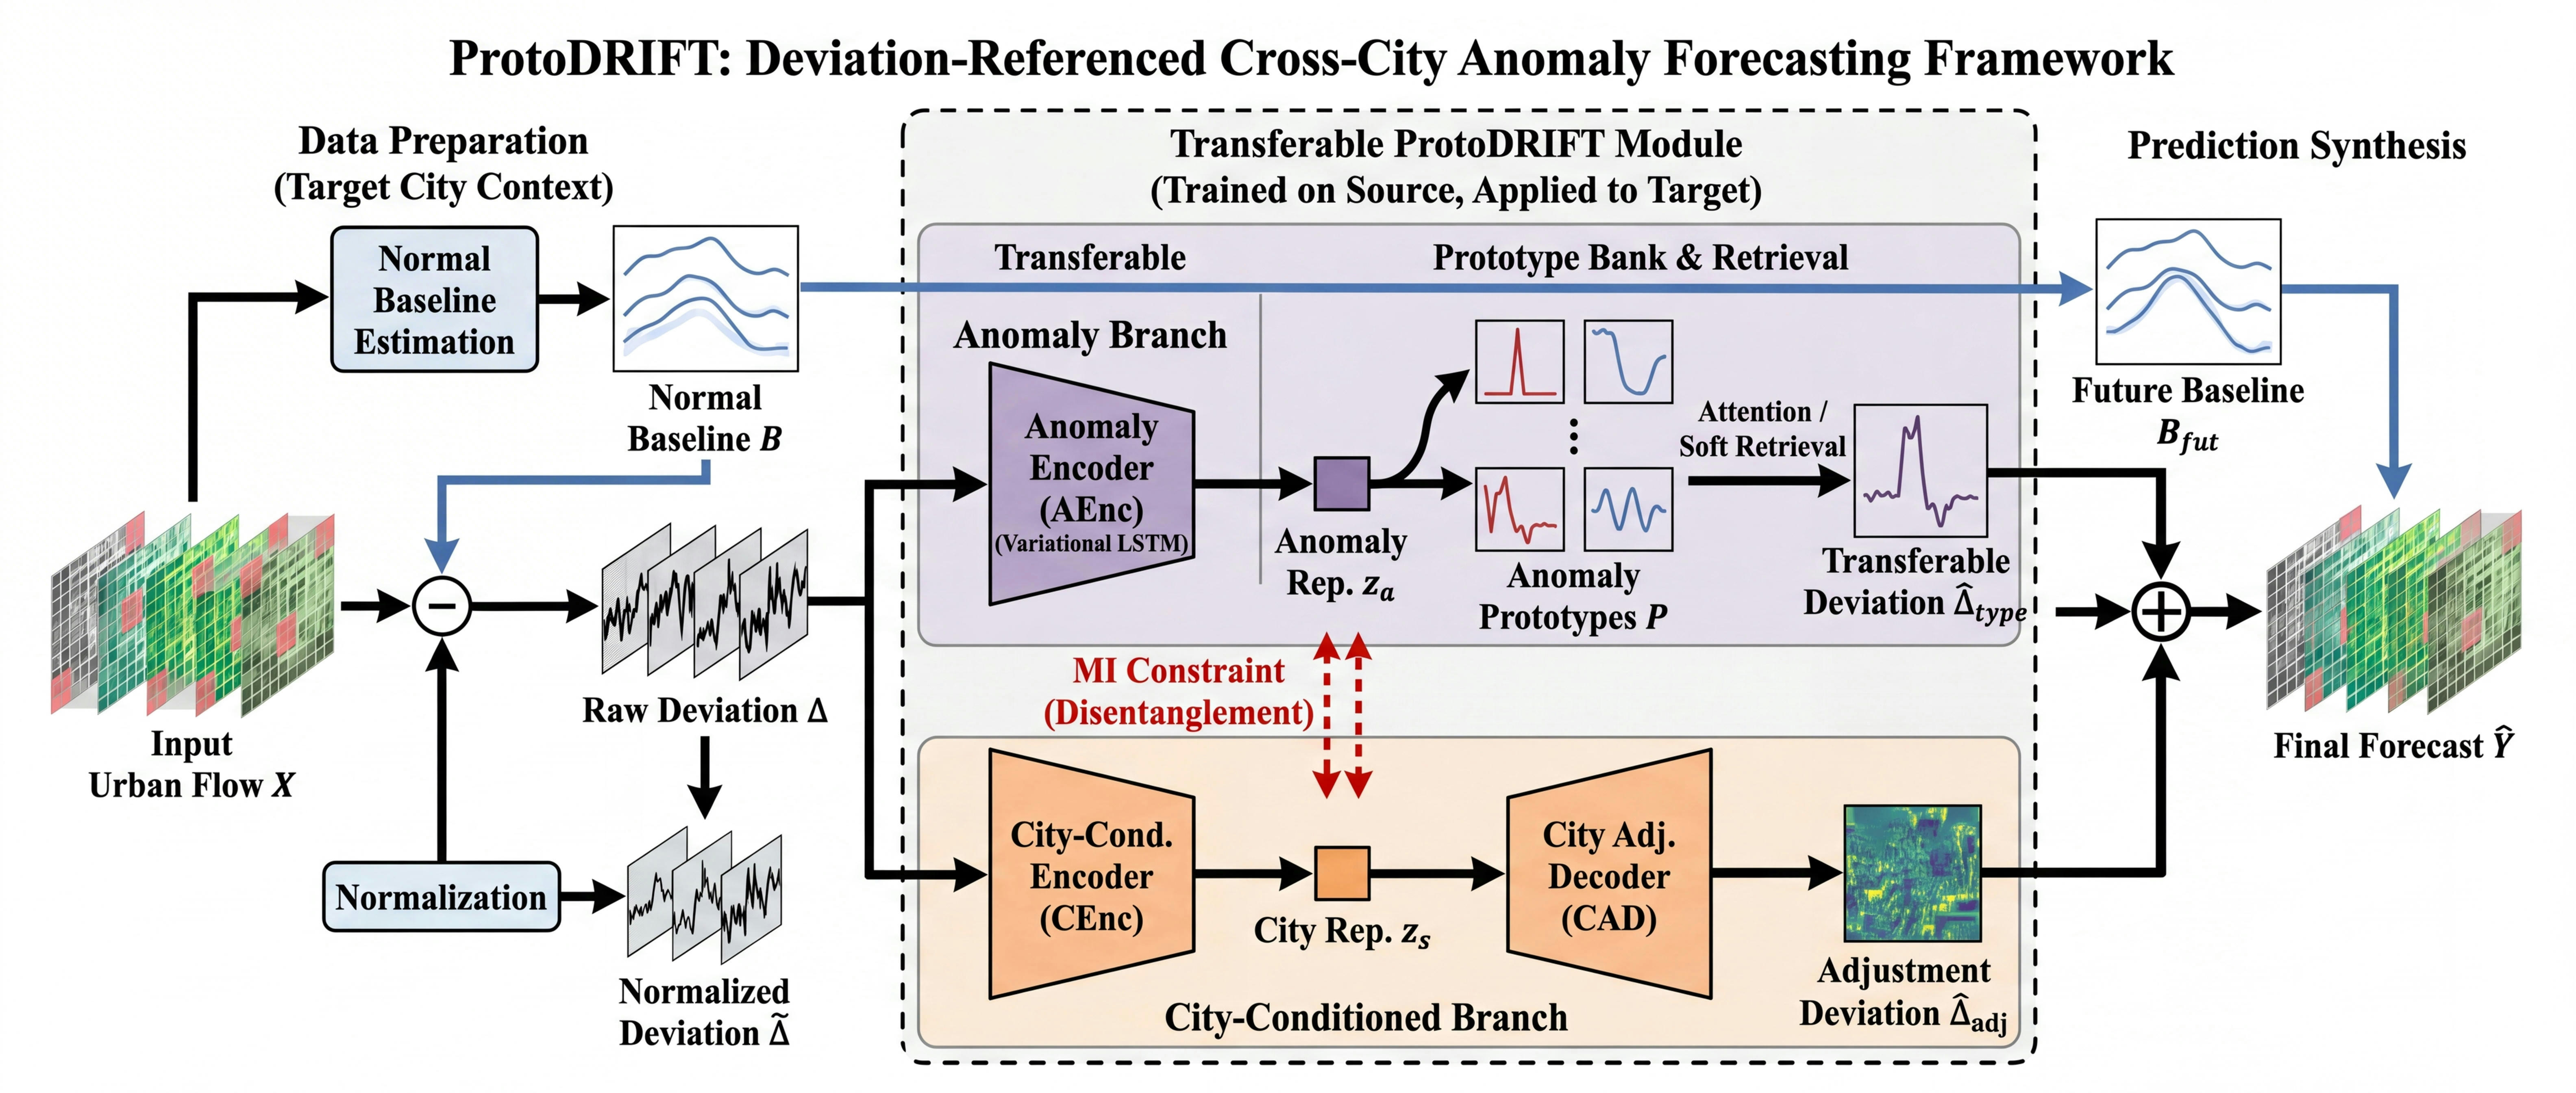 ProtoDRIFT: Deviation-Referenced Cross-City Anomaly Forecasting Framework
Data Preparation
(Target City Context)
Normal
Baseline
Estimation
Normal
Baseline B
Input
Urban Flow X
−
Raw Deviation Δ
Normalization
Normalized
Deviation Δ̃
Transferable ProtoDRIFT Module
(Trained on Source, Applied to Target)
Transferable
Anomaly Branch
Prototype Bank & Retrieval
Anomaly
Encoder
(AEnc)
(Variational LSTM)
Anomaly
Rep. z_a
Anomaly
Prototypes P
Attention /
Soft Retrieval
Transferable
Deviation Δ̂_type
MI Constraint
(Disentanglement)
City-Cond.
Encoder
(CEnc)
City Rep. z_s
City Adj.
Decoder
(CAD)
Adjustment
Deviation Δ̂_adj
City-Conditioned Branch
Prediction Synthesis
Future Baseline
B_fut
+
Final Forecast Ŷ